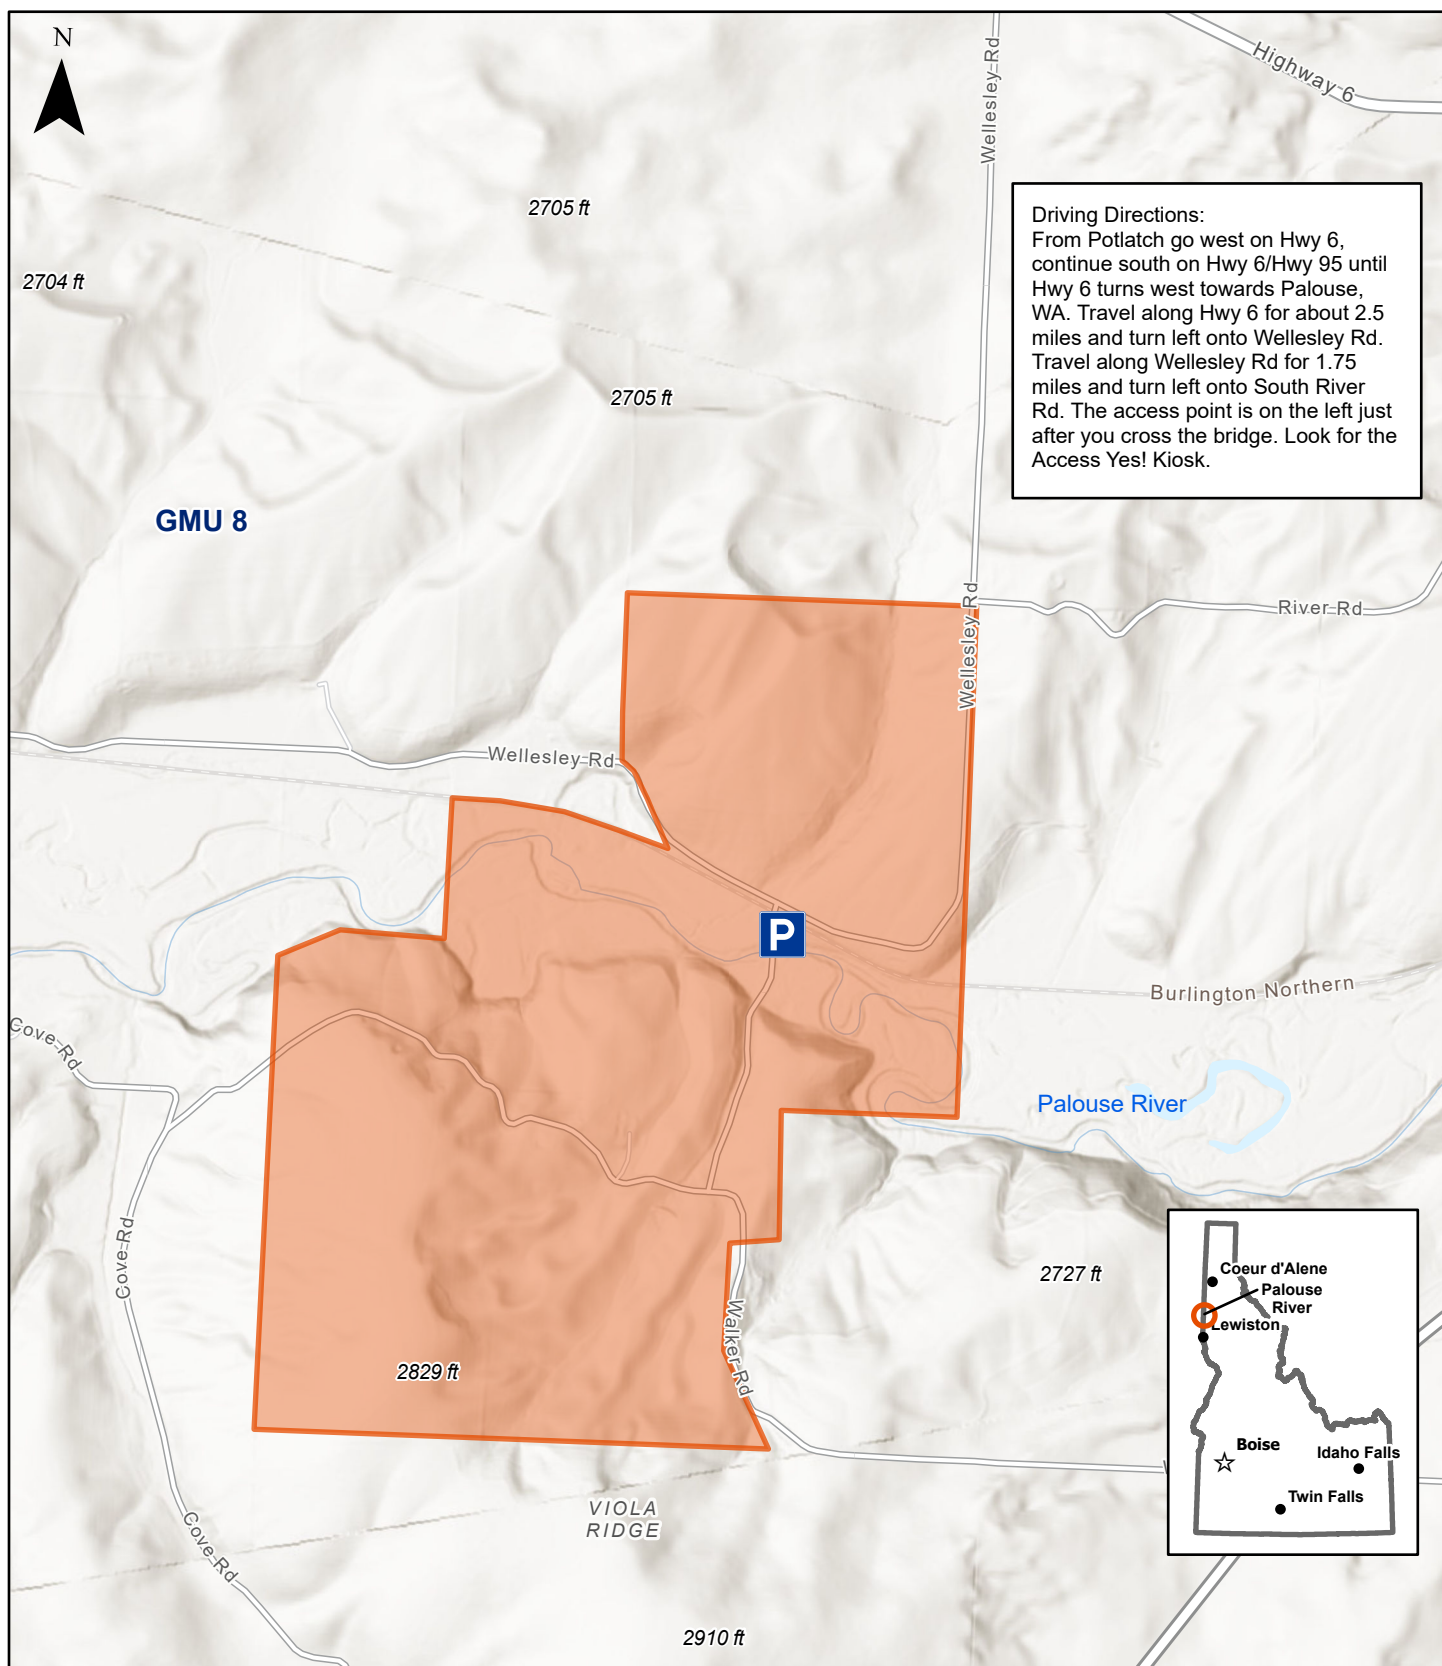 N
Highway 6
Wellesley Rd
2705 ft
Driving Directions:
From Potlatch go west on Hwy 6,
continue south on Hwy 6/Hwy 95 until
Hwy 6 turns west towards Palouse,
WA. Travel along Hwy 6 for about 2.5
miles and turn left onto Wellesley Rd.
Travel along Wellesley Rd for 1.75
miles and turn left onto South River
Rd. The access point is on the left just
after you cross the bridge. Look for the
Access Yes! Kiosk.
2704 ft
2705 ft
GMU 8
Wellesley Rd
River Rd
Wellesley Rd
P
Burlington Northern
Cove Rd
Palouse River
Cove Rd
2727 ft
Walker Rd
2829 ft
Coeur d'Alene
Palouse
River
Lewiston
Boise
Idaho Falls
Twin Falls
VIOLA
RIDGE
Cove Rd
2910 ft